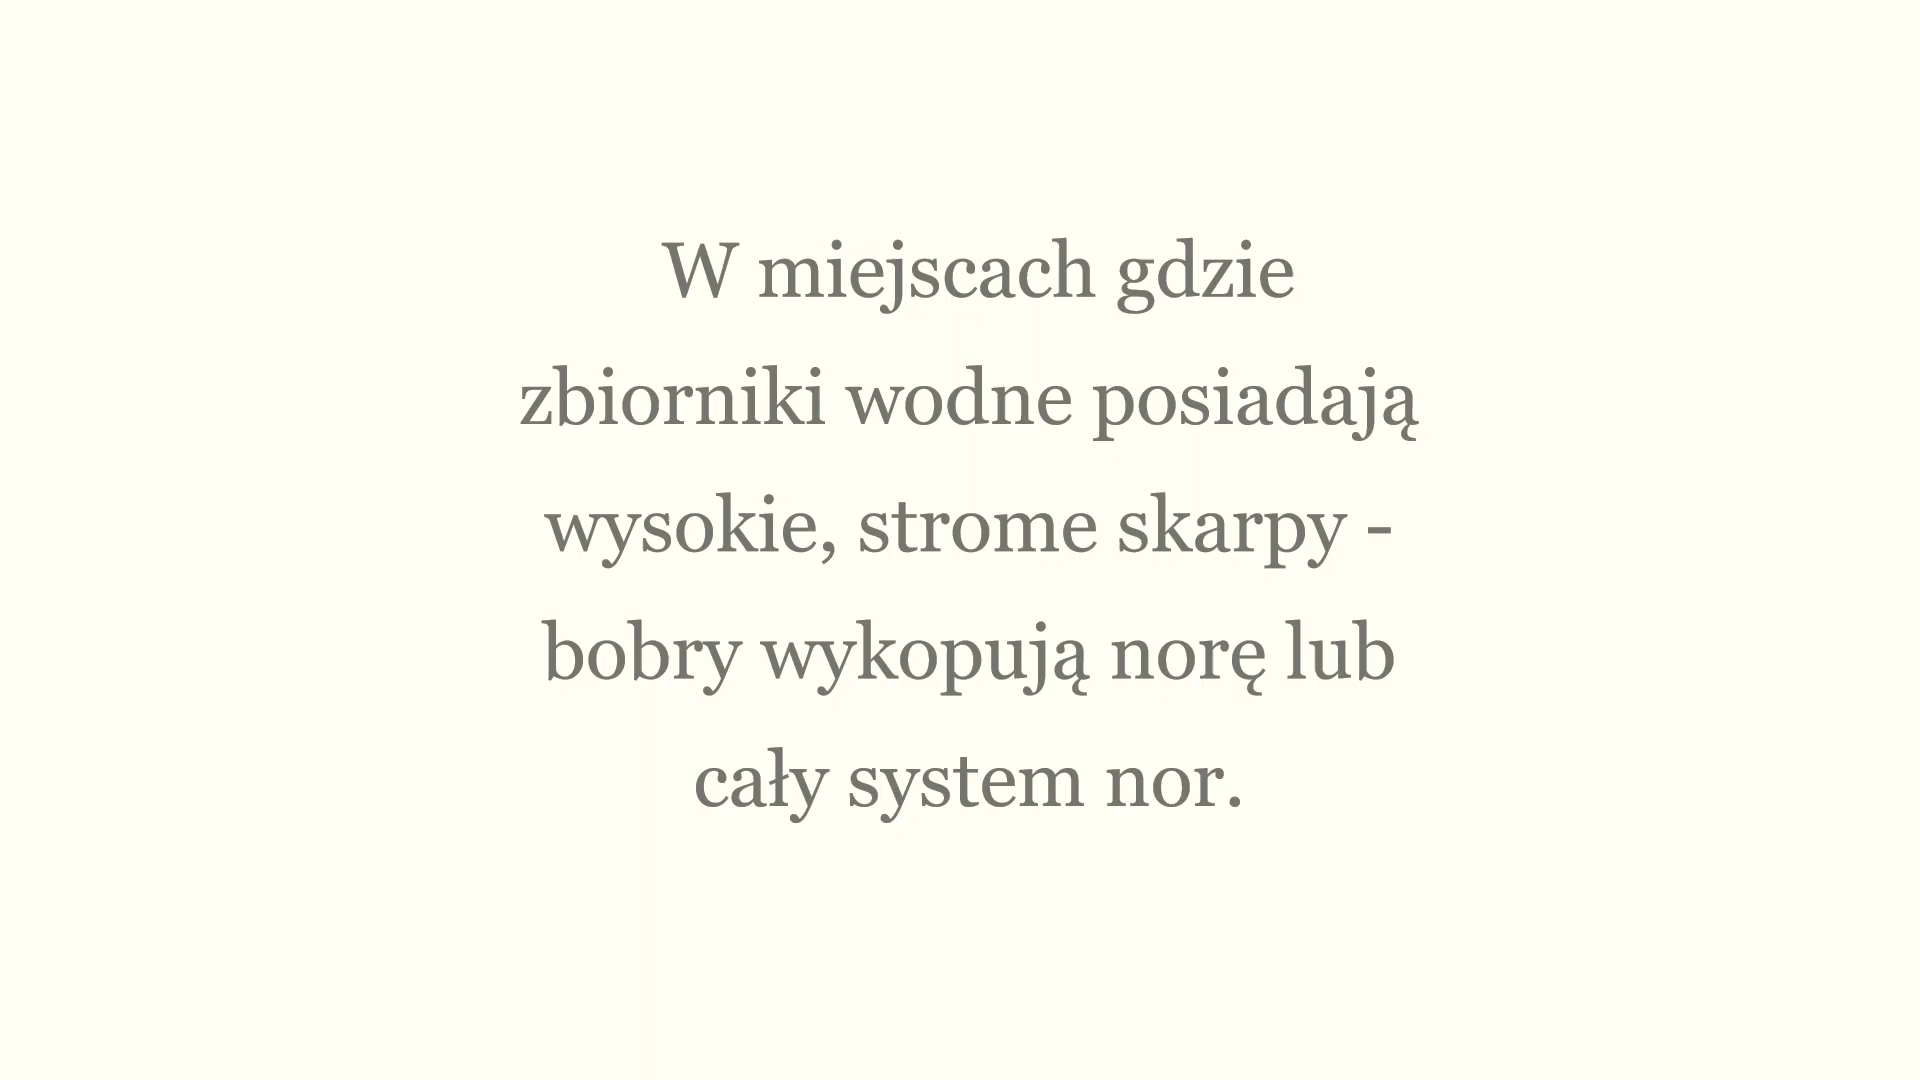 W miejscach gdzie
zbiorniki wodne posiadają
wysokie, strome skarpy -
bobry wykopują norę lub
cały system nor.